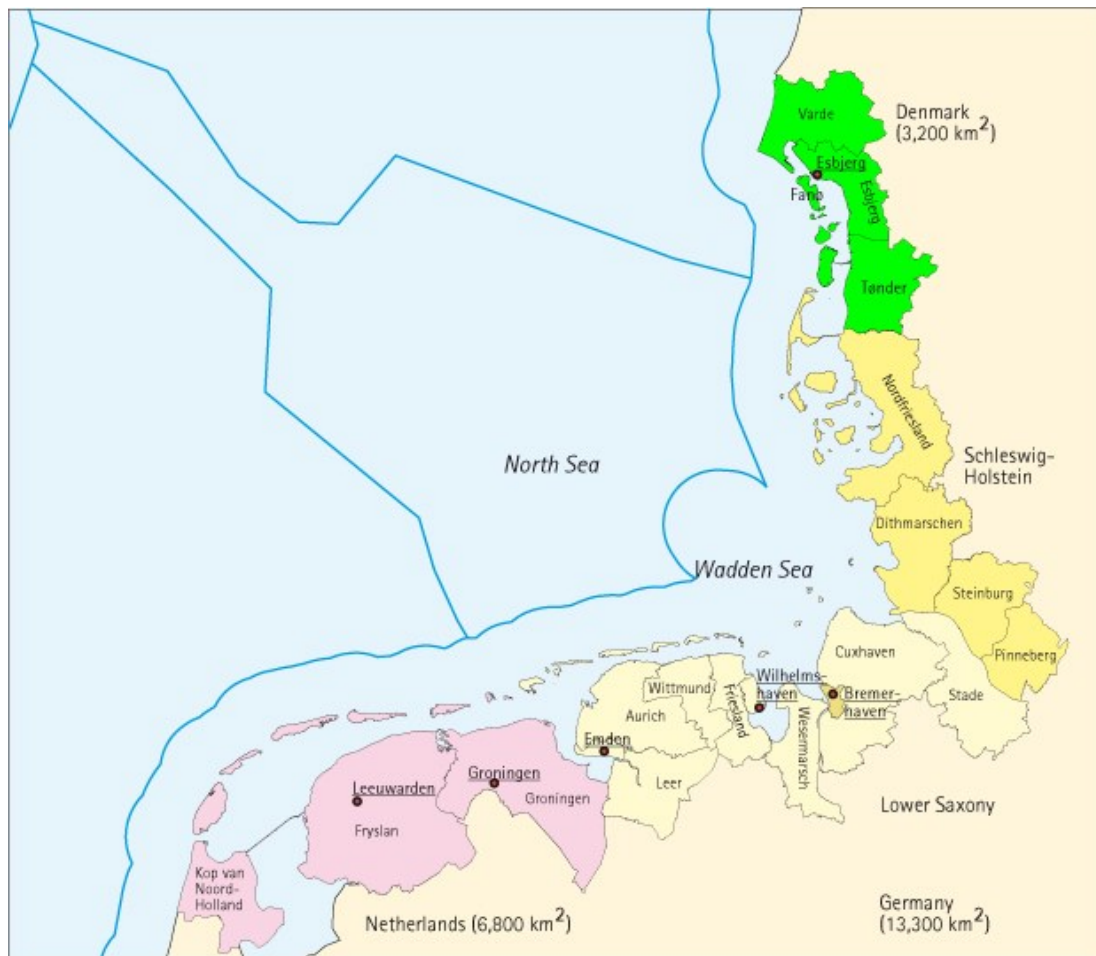 Varde
Denmark
(3,200 km²)
Esbjerg
Fanø
Esbjerg
Tønder
Nordfriesland
North Sea
Schleswig-
Holstein
Dithmarschen
Wadden Sea
Steinburg
Cuxhaven
Pinneberg
Wilhelms-
haven
Wittmund
Friesland
Bremer-
haven
Stade
Aurich
Wesermarsch
Emden
Groningen
Leeuwarden
Leer
Groningen
Lower Saxony
Fryslan
Kop van
Noord-
Holland
Netherlands (6,800 km²)
Germany
(13,300 km²)